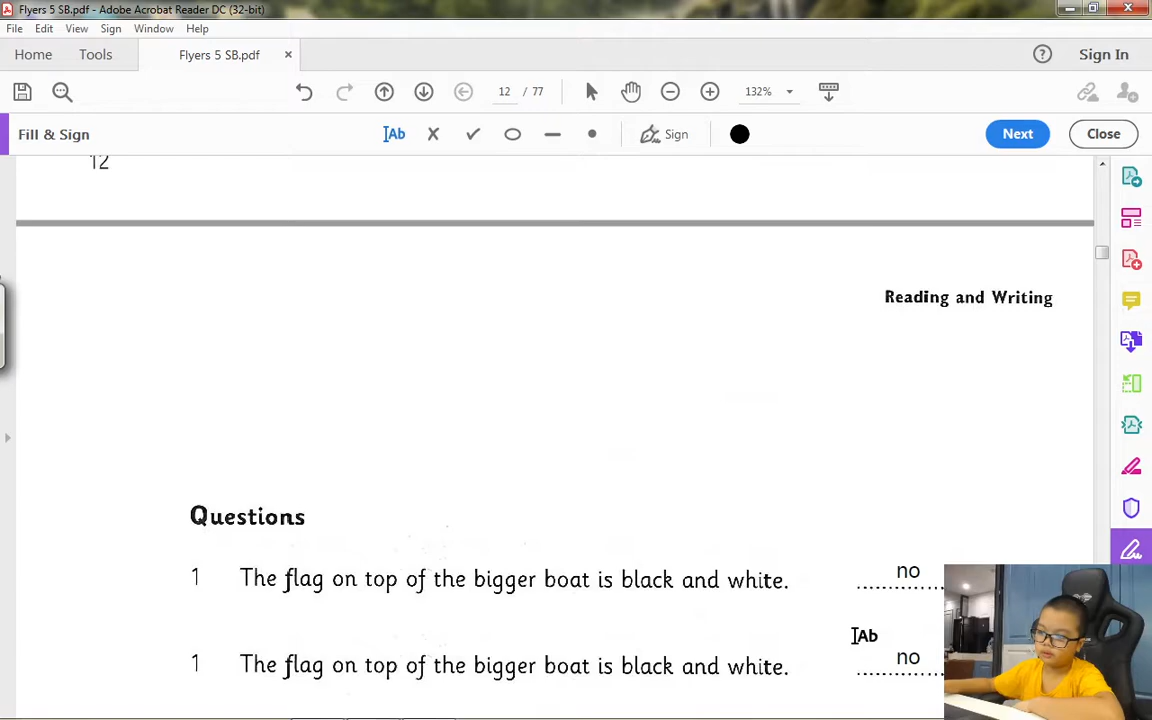 Flyers 5 SB.pdf - Adobe Acrobat Reader DC (32-bit)
File Edit View Sign Window Help
Home Tools Flyers 5 SB.pdf × ? Sign In
12 / 77 132%
Fill & Sign Ab Sign Next Close
12
Reading and Writing
Questions
1 The flag on top of the bigger boat is black and white. no
Ab
1 The flag on top of the bigger boat is black and white. no